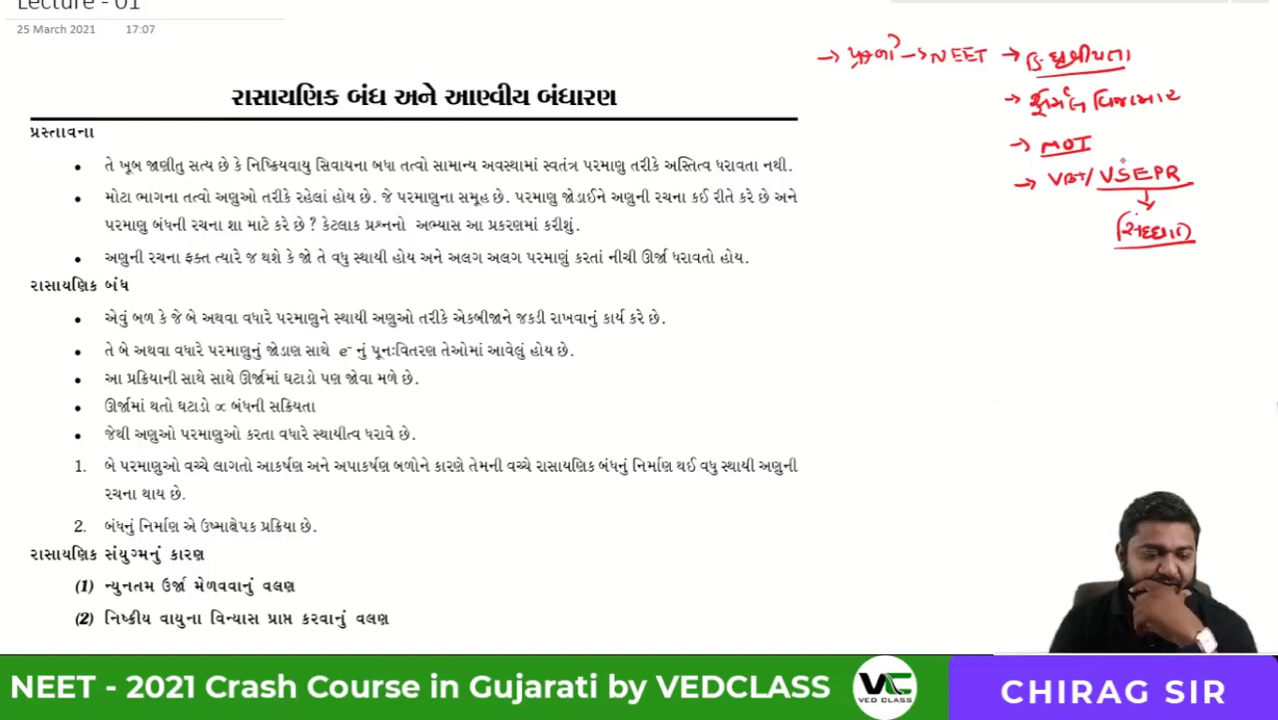 Lecture - 01
25 March 2021 17:07
રાસાયણિક બંધ અને આણ્વીય બંધારણ
પ્રસ્તાવના
• તે ખૂબ જાણીતુ સત્ય છે કે નિષ્ક્રિયવાયુ સિવાયના બધા તત્વો સામાન્ય અવસ્થામાં સ્વતંત્ર પરમાણુ તરીકે અસ્તિત્વ ધરાવતા નથી.
• મોટા ભાગના તત્વો અણુઓ તરીકે રહેલાં હોય છે. જે પરમાણુના સમૂહ છે. પરમાણુ જોડાઈને અણુની રચના કઈ રીતે કરે છે અને
પરમાણુ બંધની રચના શા માટે કરે છે ? કેટલાક પ્રશ્નનો અભ્યાસ આ પ્રકરણમાં કરીશું.
• અણુની રચના ફક્ત ત્યારે જ થશે કે જો તે વધુ સ્થાયી હોય અને અલગ અલગ પરમાણું કરતાં નીચી ઊર્જા ધરાવતો હોય.
રાસાયણિક બંધ
• એવું બળ કે જે બે અથવા વધારે પરમાણુને સ્થાયી અણુઓ તરીકે એકબીજાને જકડી રાખવાનું કાર્ય કરે છે.
• તે બે અથવા વધારે પરમાણુનું જોડાણ સાથે e⁻ નું પૂનઃવિતરણ તેઓમાં આવેલું હોય છે.
• આ પ્રક્રિયાની સાથે સાથે ઊર્જામાં ઘટાડો પણ જોવા મળે છે.
• ઊર્જામાં થતો ઘટાડો ∝ બંધની સક્રિયતા
• જેથી અણુઓ પરમાણુઓ કરતા વધારે સ્થાયીત્વ ધરાવે છે.
1. બે પરમાણુઓ વચ્ચે લાગતો આકર્ષણ અને અપાકર્ષણ બળોને કારણે તેમની વચ્ચે રાસાયણિક બંધનું નિર્માણ થઈ વધુ સ્થાયી અણુની
રચના થાય છે.
2. બંધનું નિર્માણ એ ઉષ્માક્ષેપક પ્રક્રિયા છે.
રાસાયણિક સંયુગ્મનું કારણ
(1) ન્યુનતમ ઉર્જા મેળવવાનું વલણ
(2) નિષ્ક્રીય વાયુના વિન્યાસ પ્રાપ્ત કરવાનું વલણ
→ → NEET → દિધ્રુવીયતા
→ ફોર્મલ વિજભાર
→ MOT
→ VBT/VSEPR
NEET - 2021 Crash Course in Gujarati by VEDCLASS
VC
VED CLASS
CHIRAG SIR